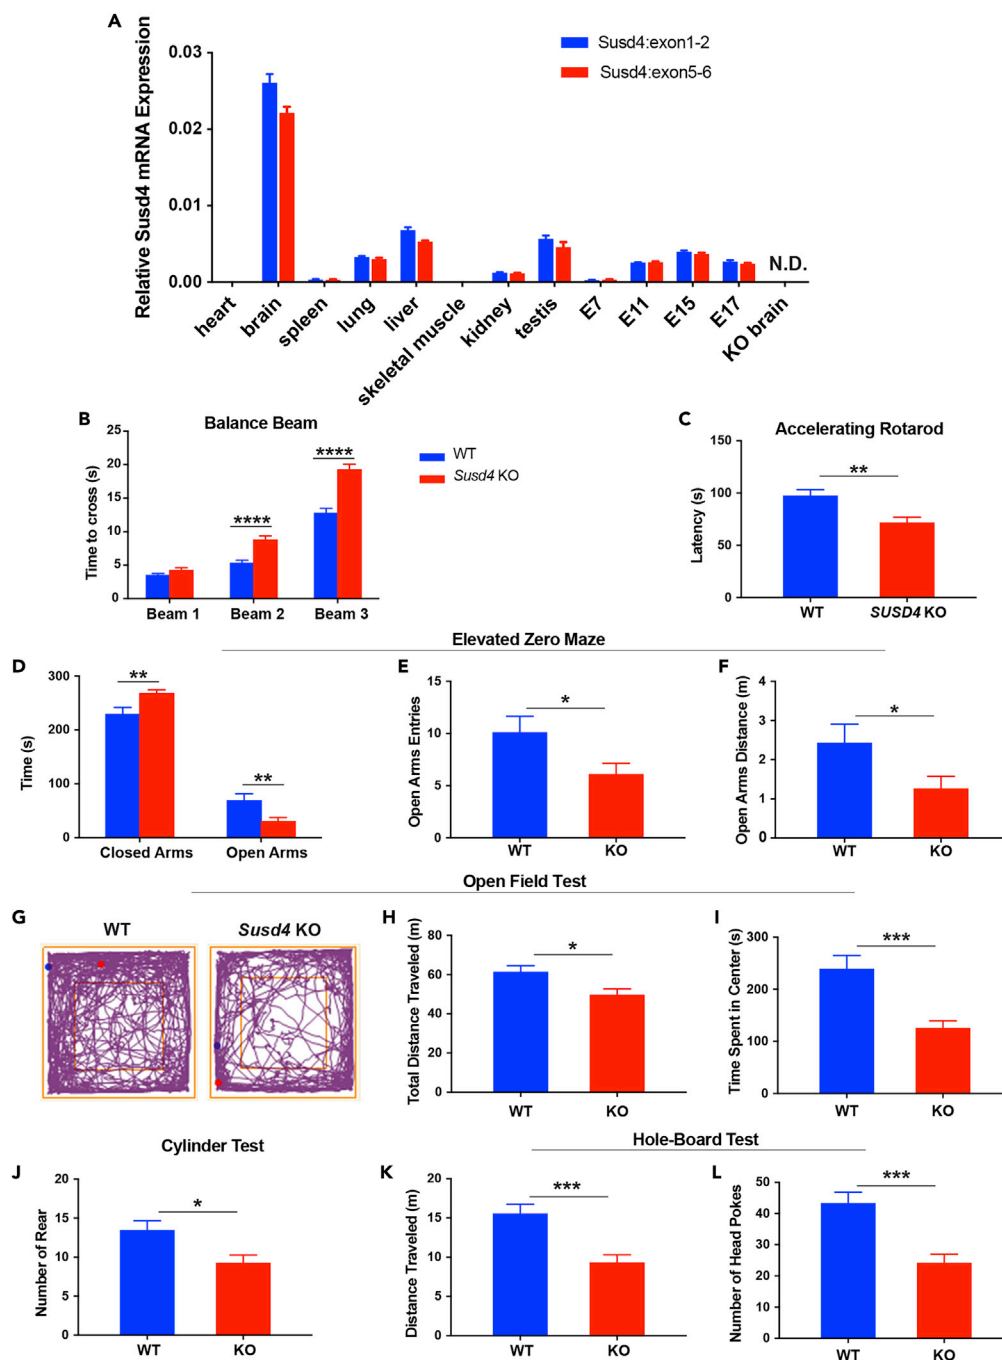 A
Relative Susd4 mRNA Expression
0.03
0.02
0.01
0.00
Susd4:exon1-2
Susd4:exon5-6
N.D.
heart
brain
spleen
lung
liver
skeletal muscle
kidney
testis
E7
E11
E15
E17
KO brain
B
Balance Beam
Time to cross (s)
25
20
15
10
5
0
****
****
Beam 1
Beam 2
Beam 3
WT
Susd4 KO
C
Accelerating Rotarod
Latency (s)
150
100
50
0
**
WT
SUSD4 KO
Elevated Zero Maze
D
Time (s)
300
200
100
0
**
**
Closed Arms
Open Arms
E
Open Arms Entries
15
10
5
0
*
WT
KO
F
Open Arms Distance (m)
4
3
2
1
0
*
WT
KO
Open Field Test
G
WT
Susd4 KO
H
Total Distance Traveled (m)
80
60
40
20
0
*
WT
KO
I
Time Spent in Center (s)
300
200
100
0
***
WT
KO
Cylinder Test
J
Number of Rear
20
15
10
5
0
*
WT
KO
Hole-Board Test
K
Distance Traveled (m)
20
15
10
5
0
***
WT
KO
L
Number of Head Pokes
50
40
30
20
10
0
***
WT
KO